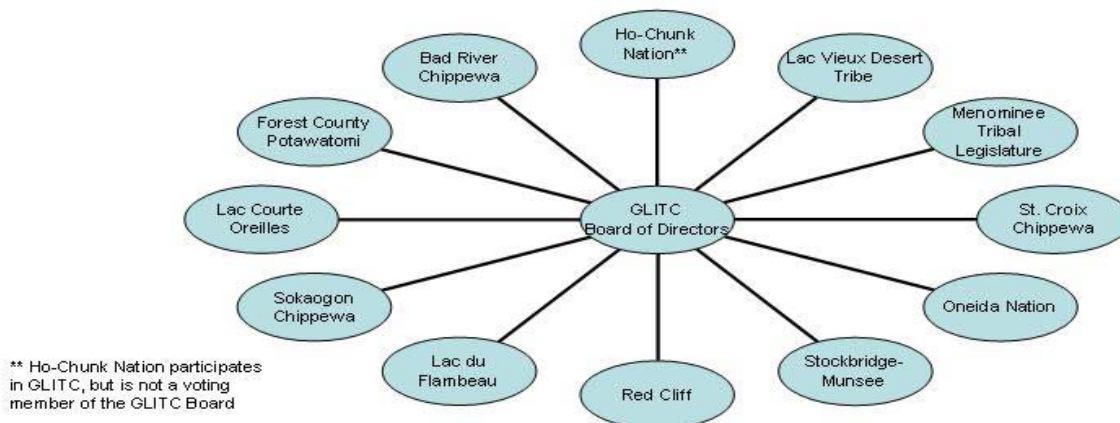 Ho-Chunk
Nation**
Bad River
Chippewa
Lac Vieux Desert
Tribe
Forest County
Potawatomi
Menominee
Tribal
Legislature
Lac Courte
Oreilles
GLITC
Board of Directors
St. Croix
Chippewa
Sokaogon
Chippewa
Oneida Nation
Lac du
Flambeau
Red Cliff
Stockbridge-
Munsee
** Ho-Chunk Nation participates
in GLITC, but is not a voting
member of the GLITC Board